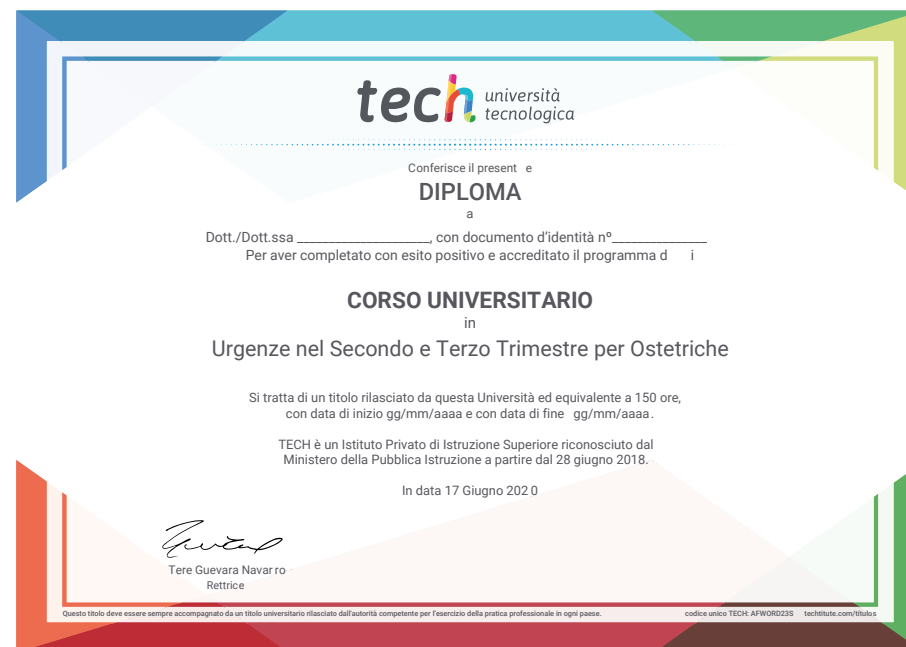 tech università
tecnologica
Conferisce il present e
DIPLOMA
a
Dott./Dott.ssa ____________________, con documento d'identità nº______________
Per aver completato con esito positivo e accreditato il programma d i
CORSO UNIVERSITARIO
in
Urgenze nel Secondo e Terzo Trimestre per Ostetriche
Si tratta di un titolo rilasciato da questa Università ed equivalente a 150 ore,
con data di inizio gg/mm/aaaa e con data di fine gg/mm/aaaa.
TECH è un Istituto Privato di Istruzione Superiore riconosciuto dal
Ministero della Pubblica Istruzione a partire dal 28 giugno 2018.
In data 17 Giugno 2020
Tere Guevara Navarro
Rettrice
Questo titolo deve essere sempre accompagnato da un titolo universitario rilasciato dall'autorità competente per l'esercizio della pratica professionale in ogni paese. codice unico TECH: AFWORD23S techtitute.com/titulos